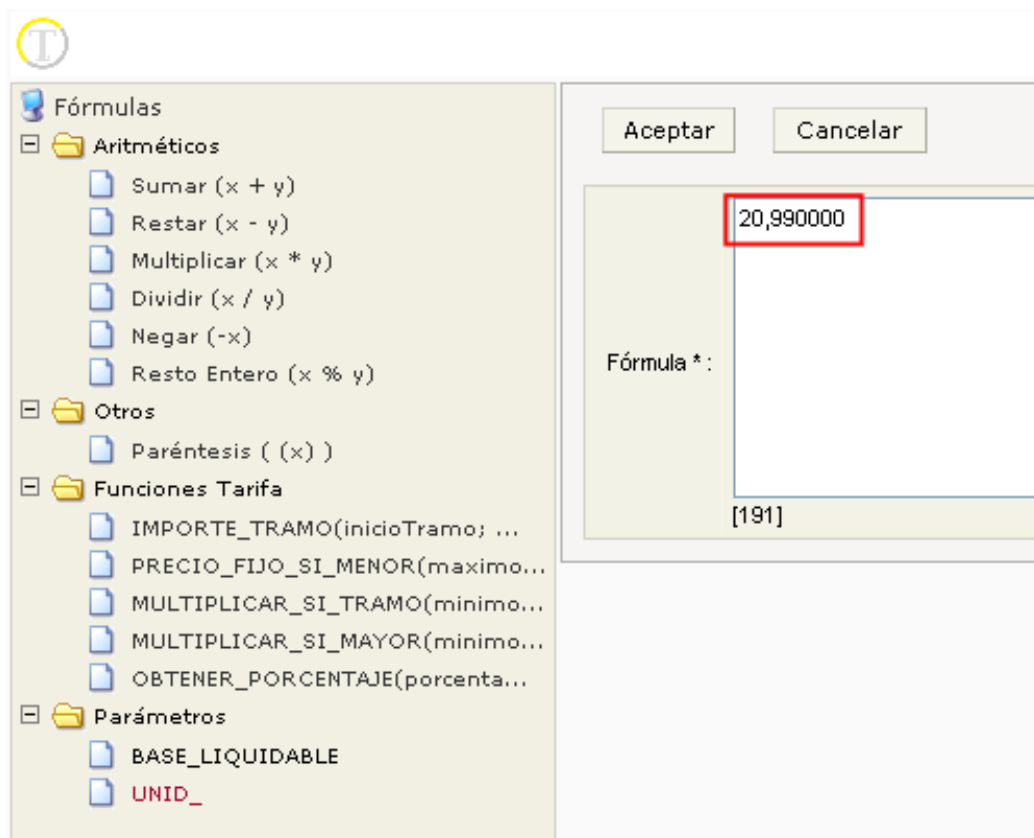 T
Fórmulas
Aritméticos
Sumar (x + y)
Restar (x - y)
Multiplicar (x * y)
Dividir (x / y)
Negar (-x)
Resto Entero (x % y)
Otros
Paréntesis ( (x) )
Funciones Tarifa
IMPORTE_TRAMO(inicioTramo; ...
PRECIO_FIJO_SI_MENOR(maximo...
MULTIPLICAR_SI_TRAMO(minimo...
MULTIPLICAR_SI_MAYOR(minimo...
OBTENER_PORCENTAJE(porcenta...
Parámetros
BASE_LIQUIDABLE
UNID_
Aceptar Cancelar
20,990000
Fórmula * :
[191]